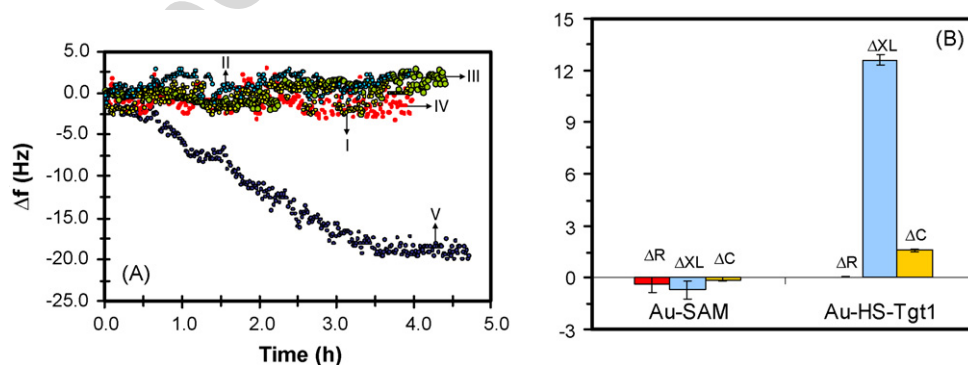 5.0
0.0
-5.0
-10.0
-15.0
-20.0
-25.0
Δf (Hz)
II
III
IV
I
V
(A)
0.0 1.0 2.0 3.0 4.0 5.0
Time (h)
15
12
9
6
3
0
-3
(B)
ΔR ΔXL ΔC
ΔR ΔXL ΔC
Au-SAM Au-HS-Tgt1